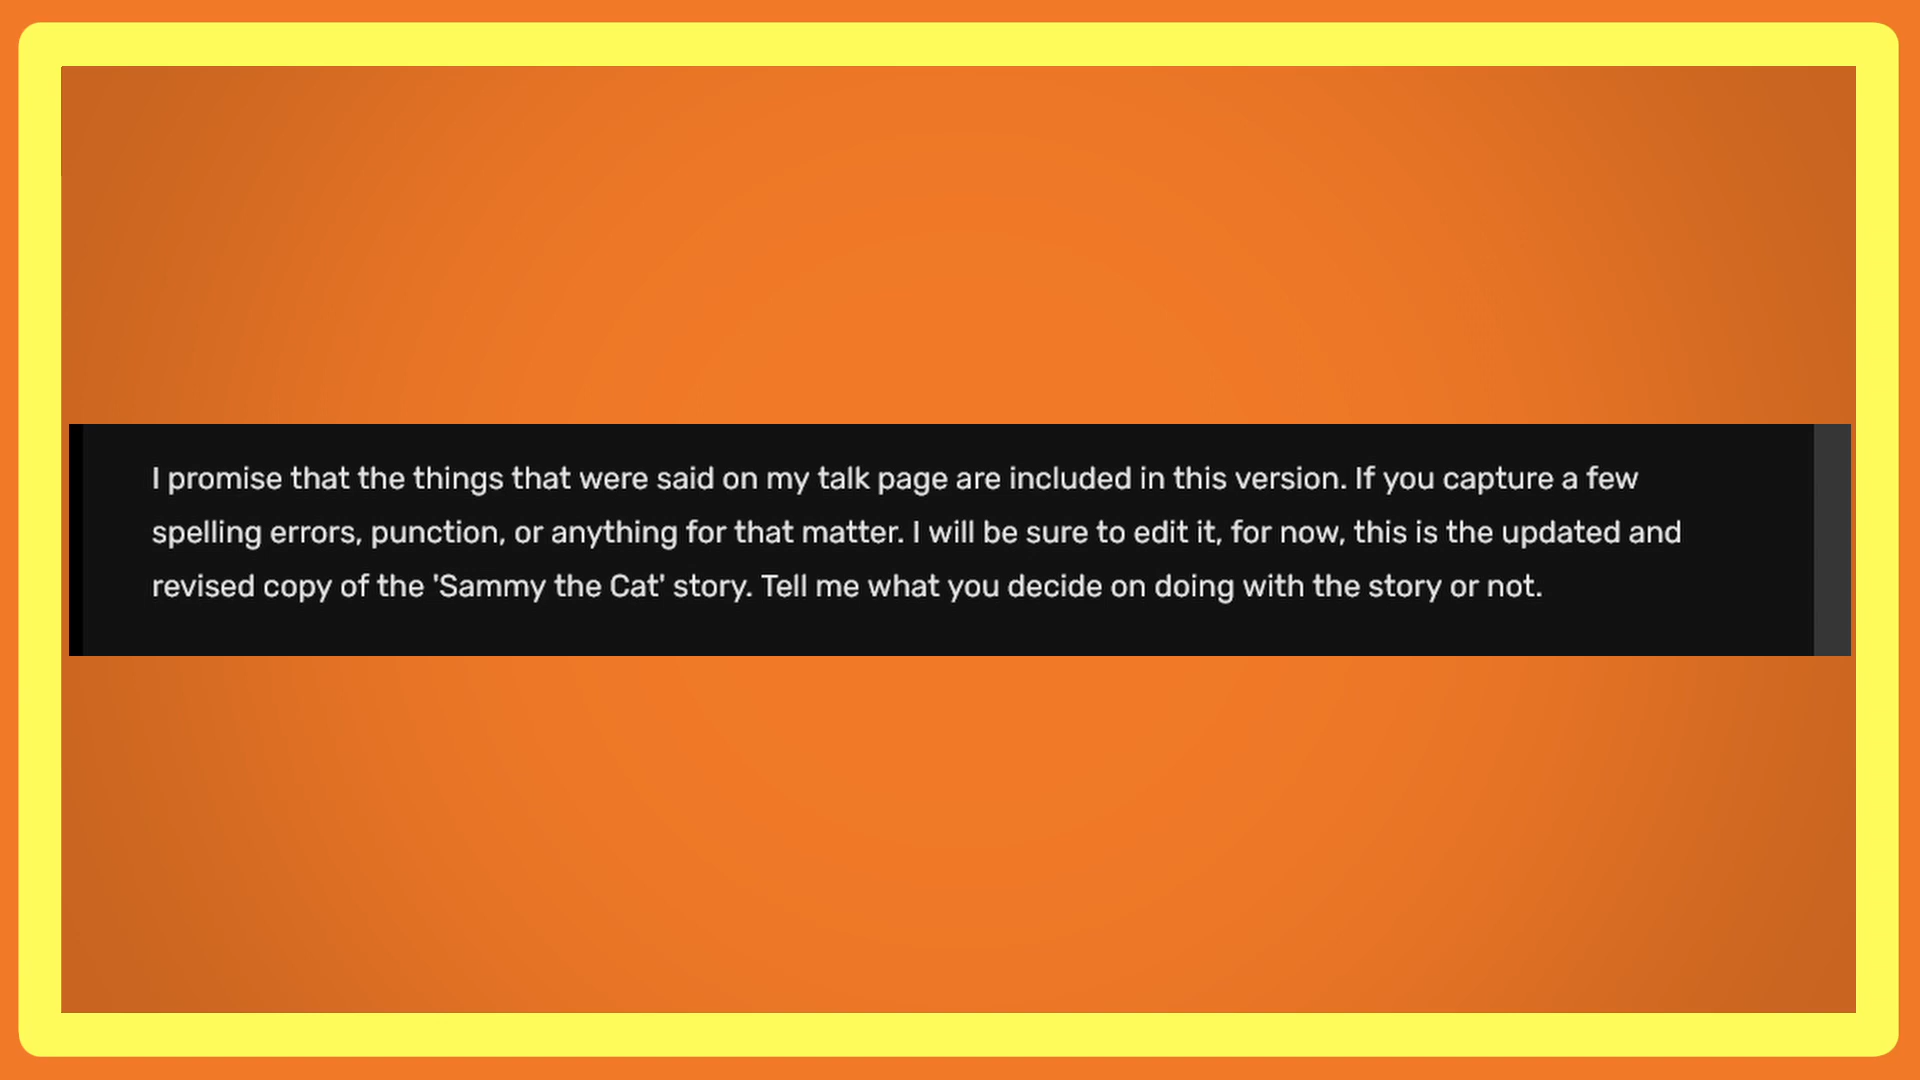 I promise that the things that were said on my talk page are included in this version. If you capture a few
spelling errors, punction, or anything for that matter. I will be sure to edit it, for now, this is the updated and
revised copy of the 'Sammy the Cat' story. Tell me what you decide on doing with the story or not.